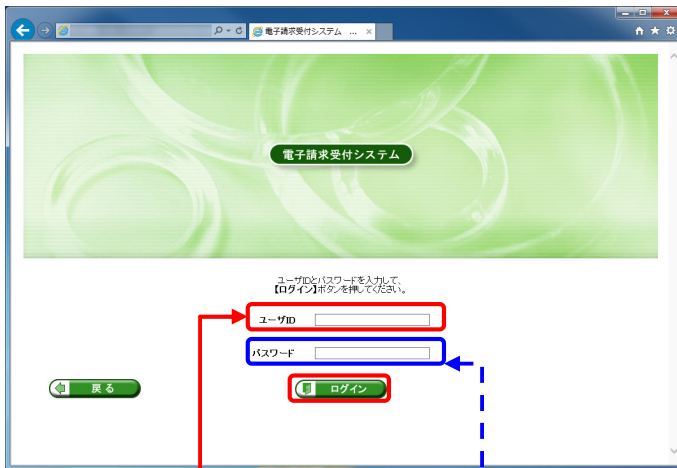 電子請求受付システム ...
電子請求受付システム
ユーザIDとパスワードを入力して、
【ログイン】ボタンを押してください。
ユーザID
パスワード
戻る
ログイン